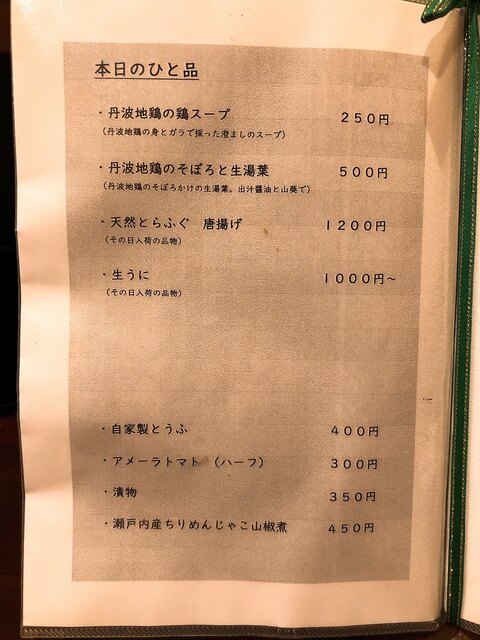 本日のひと品
・丹波地鶏の鶏スープ 250円
(丹波地鶏の身とガラで採った澄ましのスープ)
・丹波地鶏のそぼろと生湯葉 500円
(丹波地鶏のそぼろかけの生湯葉。出汁醤油と山葵で)
・天然とらふぐ 唐揚げ 1200円
(その日入荷の品物)
・生うに 1000円~
(その日入荷の品物)
・自家製とうふ 400円
・アメーラトマト (ハーフ) 300円
・漬物 350円
・瀬戸内産ちりめんじゃこ山椒煮 450円